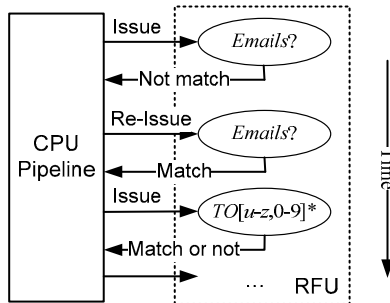 Issue
Emails?
Not match
Re-Issue
Emails?
CPU
Pipeline
Match
Time
Issue
TO[u-z,0-9]*
Match or not
... RFU